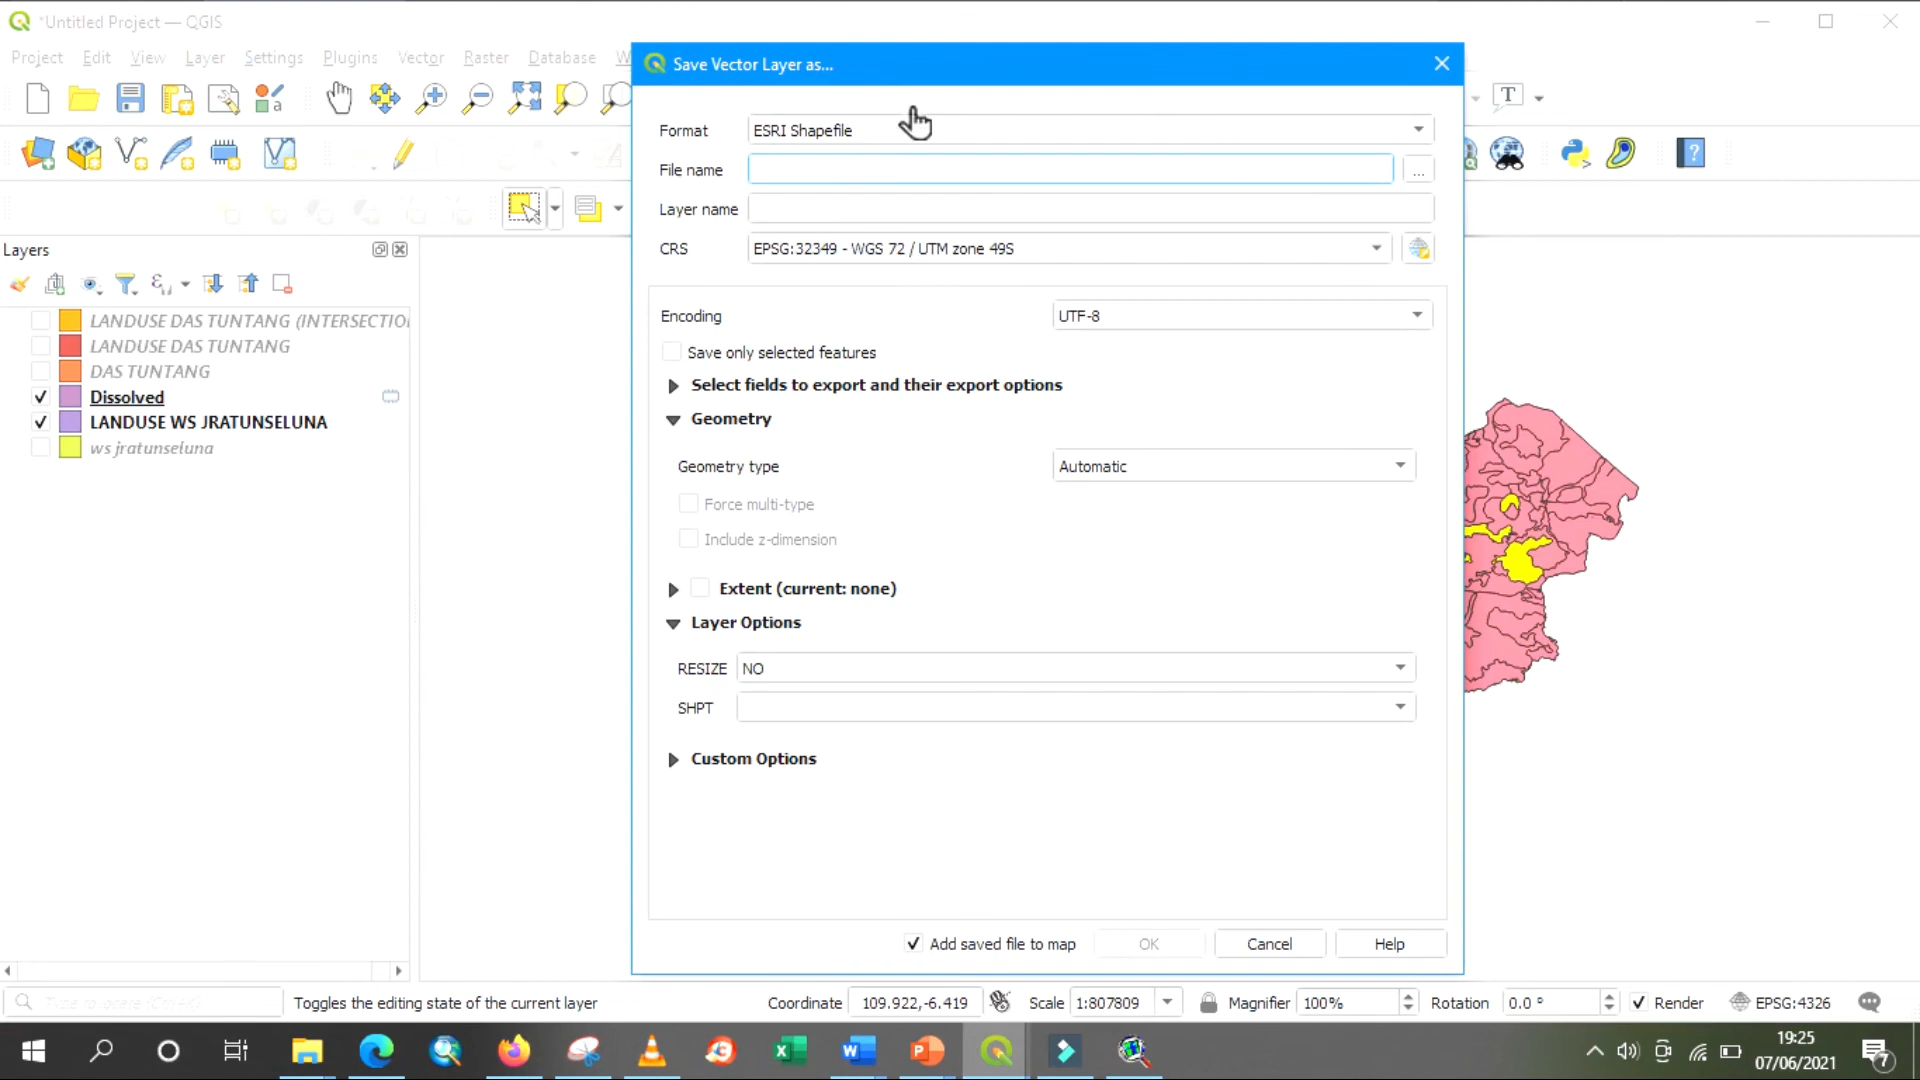 *Untitled Project — QGIS
Project Edit View Layer Settings Plugins Vector Raster Database W
Save Vector Layer as...
Format ESRI Shapefile
File name ...
Layer name
CRS EPSG:32349 - WGS 72 / UTM zone 49S
Layers
LANDUSE DAS TUNTANG (INTERSECTIO
LANDUSE DAS TUNTANG
DAS TUNTANG
Dissolved
LANDUSE WS JRATUNSELUNA
ws jratunseluna
Encoding UTF-8
Save only selected features
Select fields to export and their export options
Geometry
Geometry type Automatic
Force multi-type
Include z-dimension
Extent (current: none)
Layer Options
RESIZE NO
SHPT
Custom Options
Add saved file to map OK Cancel Help
Type to locate (Ctrl+K) Toggles the editing state of the current layer Coordinate 109.922,-6.419 Scale 1:807809 Magnifier 100% Rotation 0.0 ° Render EPSG:4326
19:25
07/06/2021
7